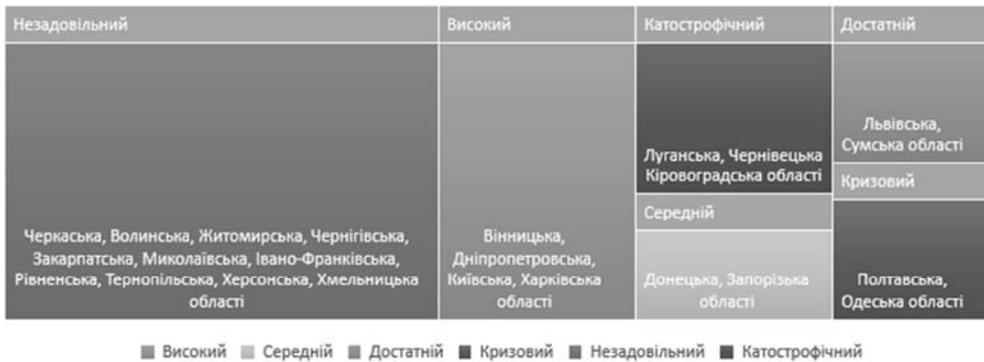 Незадовільний
Черкаська, Волинська, Житомирська, Чернігівська,
Закарпатська, Миколаївська, Івано-Франківська,
Рівненська, Тернопільська, Херсонська, Хмельницька
області
Високий
Вінницька,
Дніпропетровська,
Київська, Харківська
області
Катострофічний
Луганська, Чернівецька
Кіровоградська області
Середній
Донецька, Запорізька
області
Достатній
Львівська,
Сумська області
Кризовий
Полтавська,
Одеська області
Високий Середній Достатній Кризовий Незадовільний Катострофічний